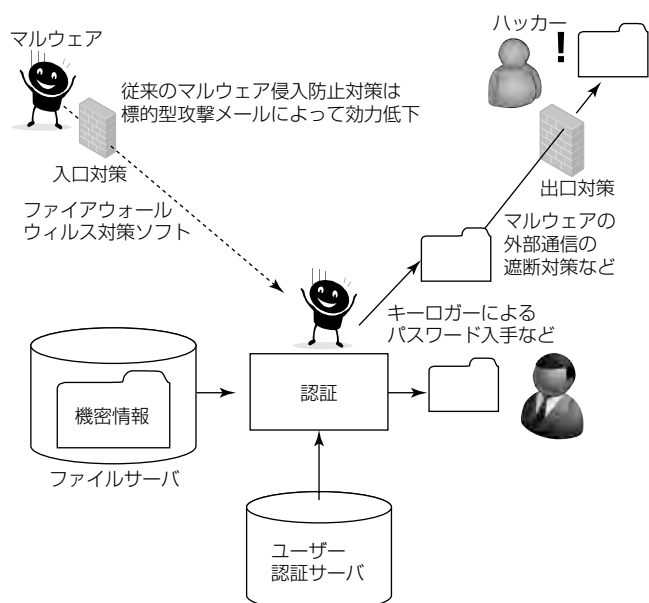 マルウェア
ハッカー
!
従来のマルウェア侵入防止対策は
標的型攻撃メールによって効力低下
入口対策
出口対策
ファイアウォール
ウィルス対策ソフト
マルウェアの
外部通信の
遮断対策など
キーロガーによる
パスワード入手など
認証
機密情報
ファイルサーバ
ユーザー
認証サーバ